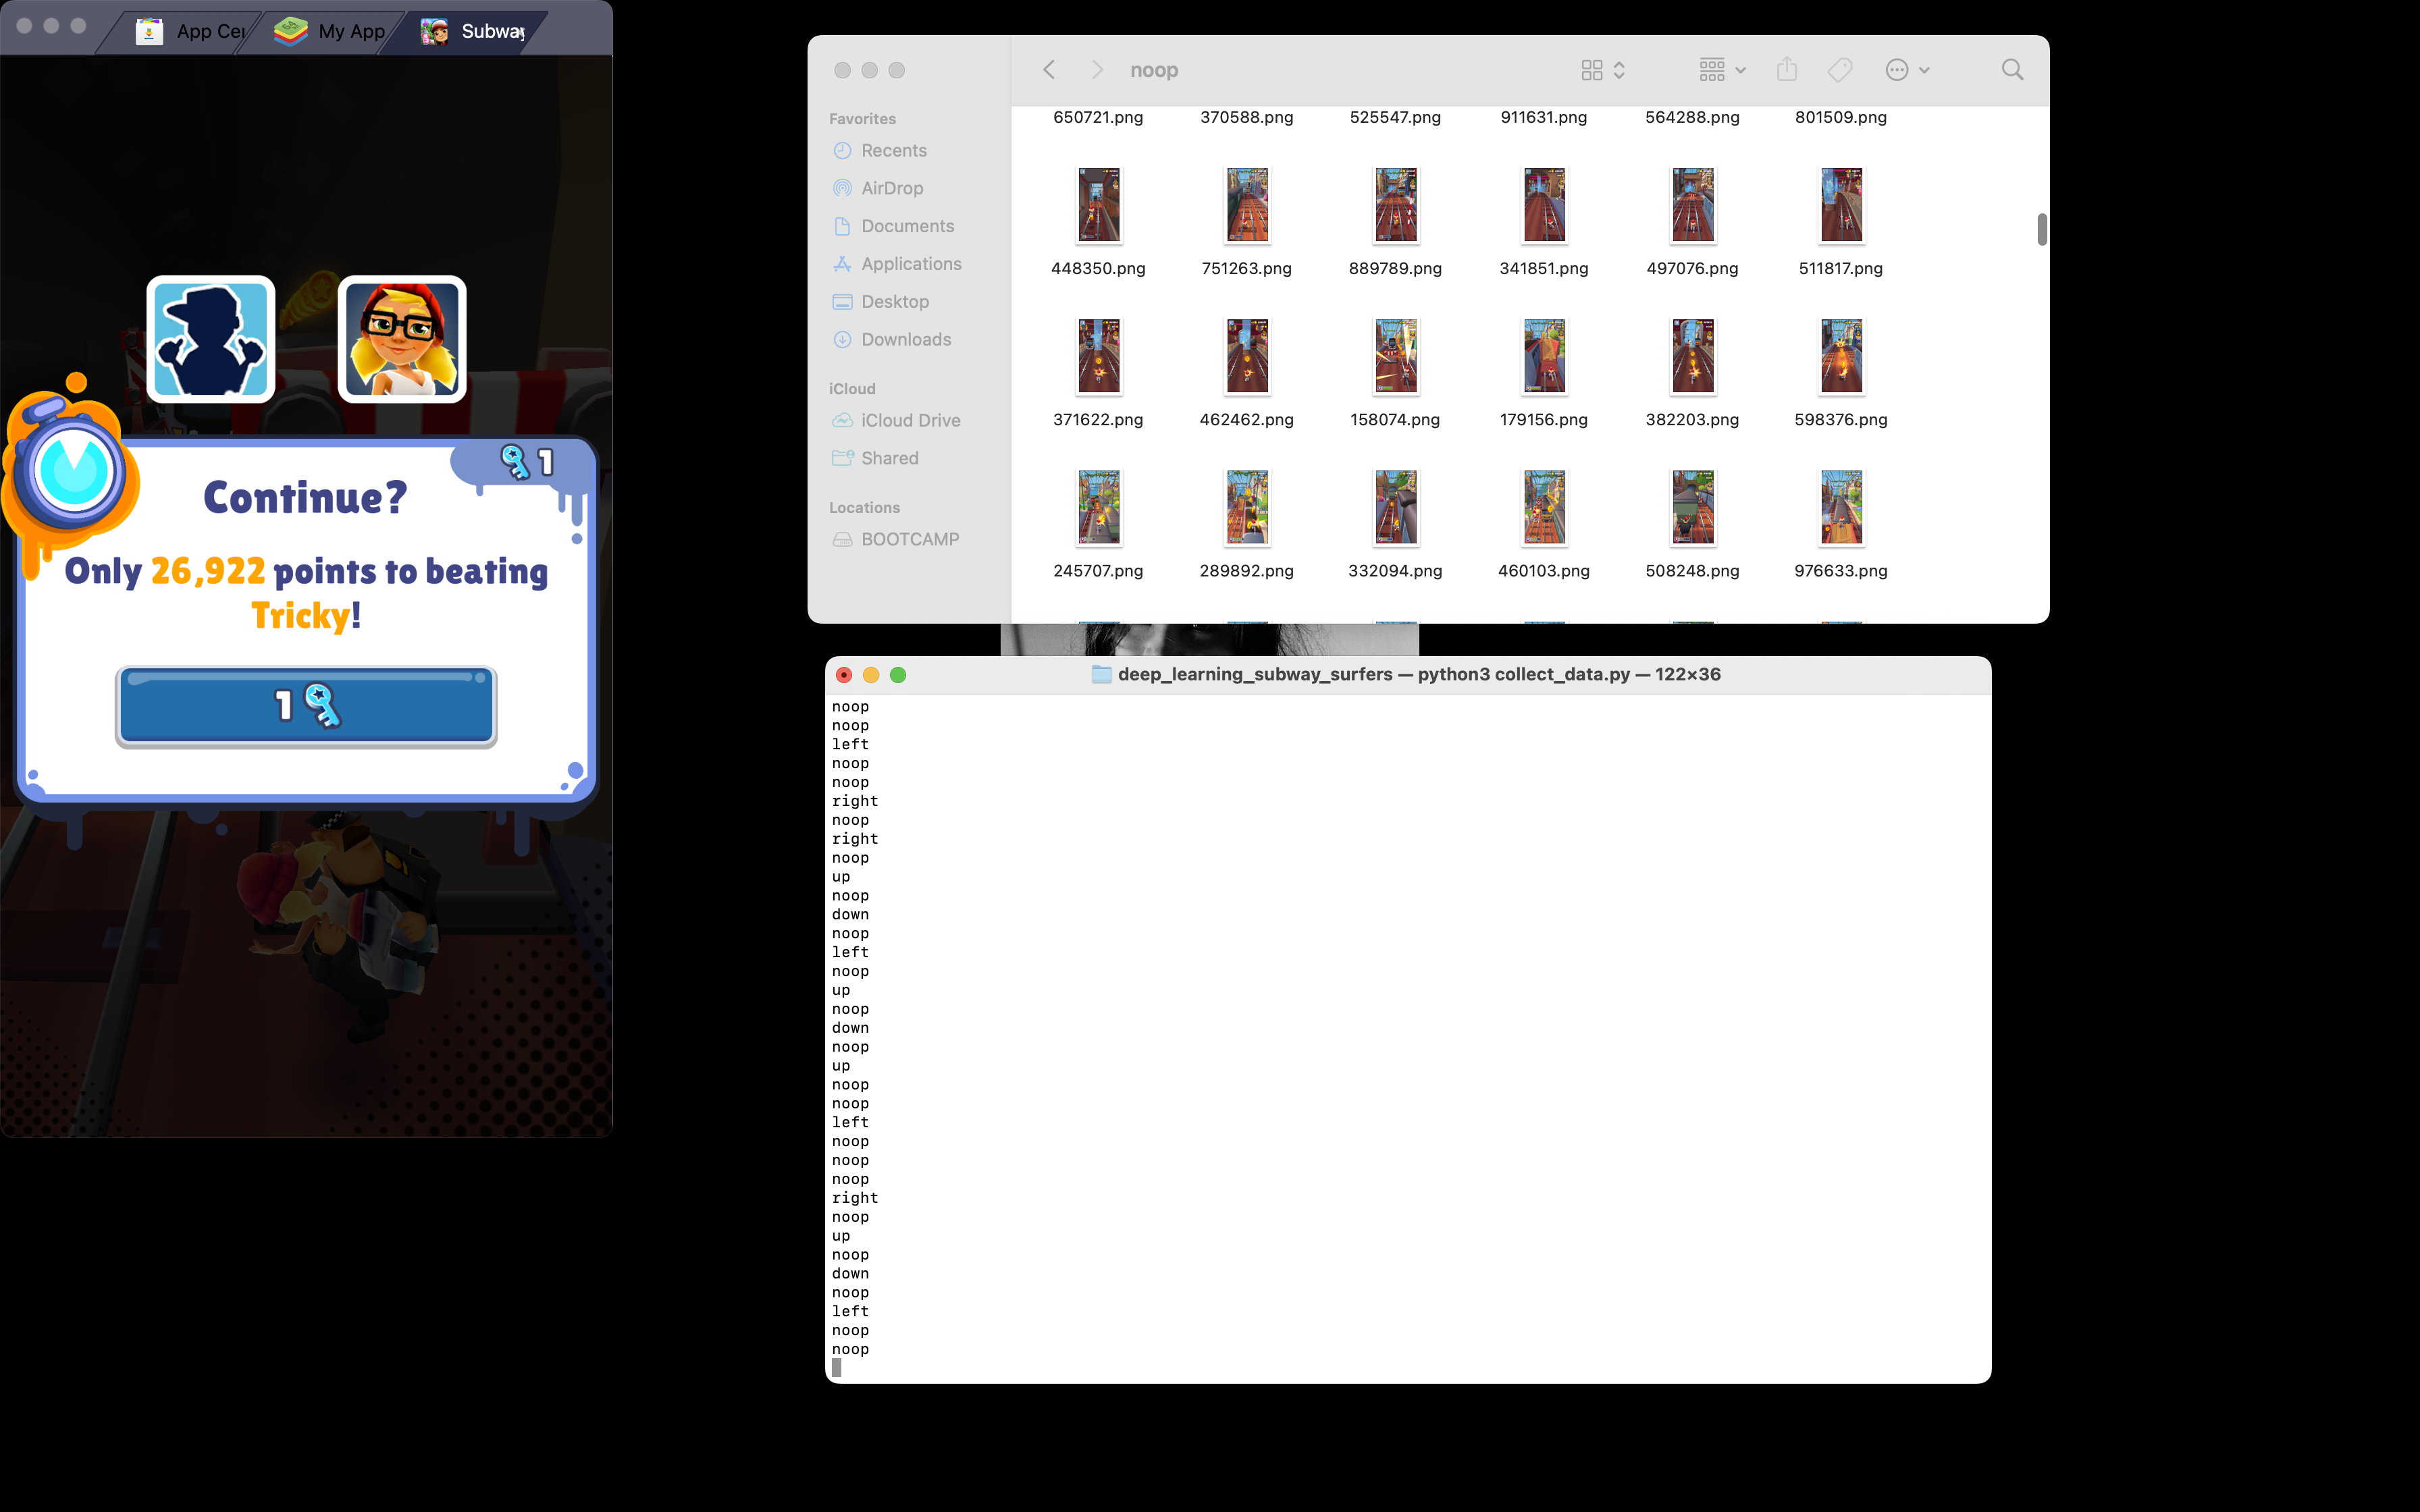 App Cen
My App
Subway
Continue?
1
Only 26,922 points to beating
Tricky!
1
noop
Favorites
Recents
AirDrop
Documents
Applications
Desktop
Downloads
iCloud
iCloud Drive
Shared
Locations
BOOTCAMP
650721.png 370588.png 525547.png 911631.png 564288.png 801509.png
448350.png 751263.png 889789.png 341851.png 497076.png 511817.png
371622.png 462462.png 158074.png 179156.png 382203.png 598376.png
245707.png 289892.png 332094.png 460103.png 508248.png 976633.png
deep_learning_subway_surfers — python3 collect_data.py — 122×36
noop
noop
left
noop
noop
right
noop
right
noop
up
noop
down
noop
left
noop
up
noop
down
noop
up
noop
noop
left
noop
noop
noop
right
noop
up
noop
down
noop
left
noop
noop